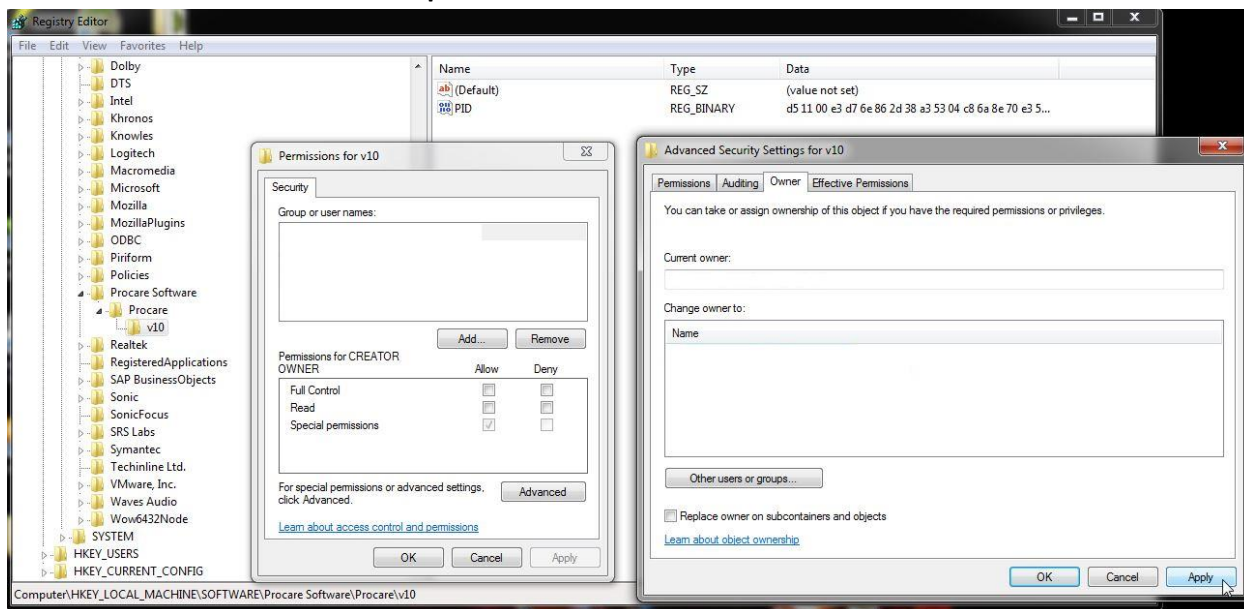 Registry Editor
File Edit View Favorites Help
Dolby
DTS
Intel
Khronos
Knowles
Logitech
Macromedia
Microsoft
Mozilla
MozillaPlugins
ODBC
Piriform
Policies
Procare Software
Procare
v10
Realtek
RegisteredApplications
SAP BusinessObjects
Sonic
SonicFocus
SRS Labs
Symantec
Techinline Ltd.
VMware, Inc.
Waves Audio
Wow6432Node
SYSTEM
HKEY_USERS
HKEY_CURRENT_CONFIG
Name Type Data
(Default) REG_SZ (value not set)
PID REG_BINARY d5 11 00 e3 d7 6e 86 2d 38 a3 53 04 c8 6a 8e 70 e3 5...
Permissions for v10
Security
Group or user names:
Add... Remove
Permissions for CREATOR
OWNER Allow Deny
Full Control
Read
Special permissions
For special permissions or advanced settings,
click Advanced.
Advanced
Learn about access control and permissions
OK Cancel Apply
Advanced Security Settings for v10
Permissions Auditing Owner Effective Permissions
You can take or assign ownership of this object if you have the required permissions or privileges.
Current owner:
Change owner to:
Name
Other users or groups...
Replace owner on subcontainers and objects
Learn about object ownership
OK Cancel Apply
Computer\HKEY_LOCAL_MACHINE\SOFTWARE\Procare Software\Procare\v10